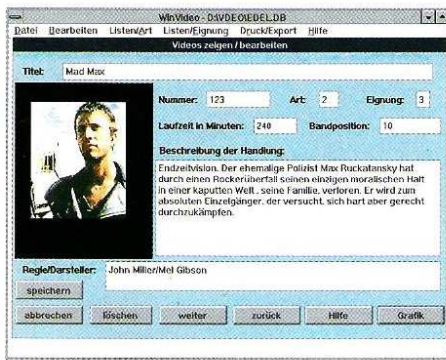 WinVideo - D:\VDEO\EDEL.DB
Datei Bearbeiten Listen/Art Listen/Eignung Druck/Export Hilfe
Videos zeigen / bearbeiten
Titel: Mad Max
Nummer: 123 Art: 2 Eignung: 3
Laufzeit in Minuten: 240 Bandposition: 10
Beschreibung der Handlung:
Endzeitvision. Der ehemalige Polizist Max Ruckatansky hat
durch einen Rockerüberfall seinen einzigen moralischen Halt
in einer kaputten Welt , seine Familie, verloren. Er wird zum
absoluten Einzelgänger, der versucht, sich hart aber gerecht
durchzukämpfen.
Regie/Darsteller: John Miller/Mel Gibson
speichern
abbrechen löschen weiter zurück Hilfe Grafik